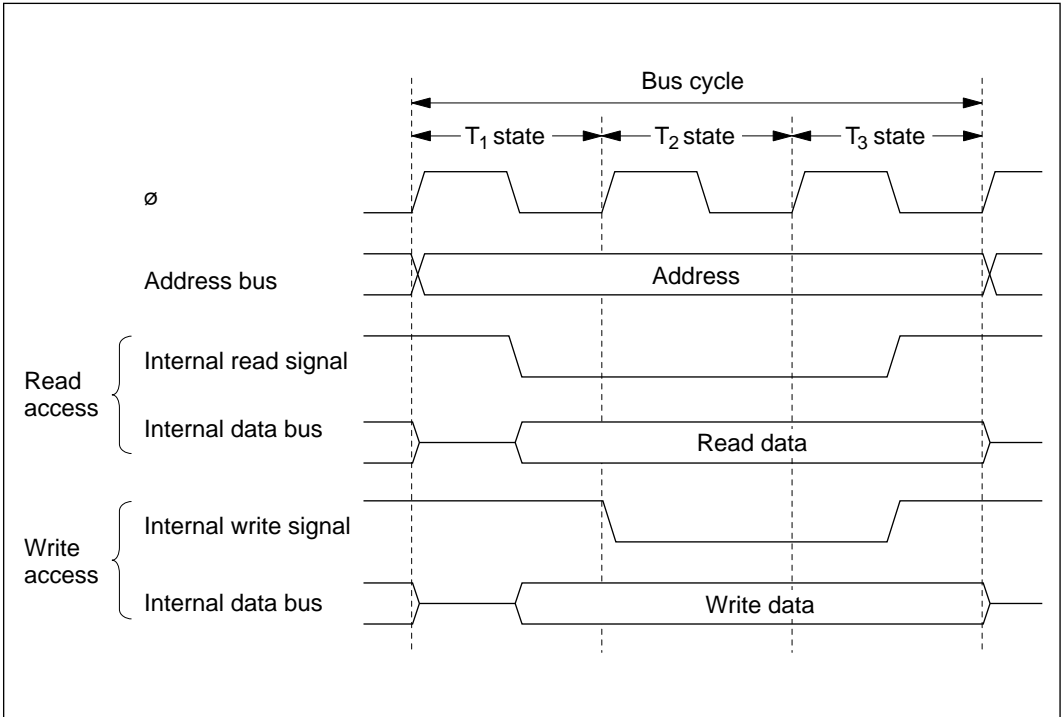 Bus cycle
T₁ state T₂ state T₃ state
ø
Address bus
Address
Read
access
Internal read signal
Internal data bus
Read data
Write
access
Internal write signal
Internal data bus
Write data